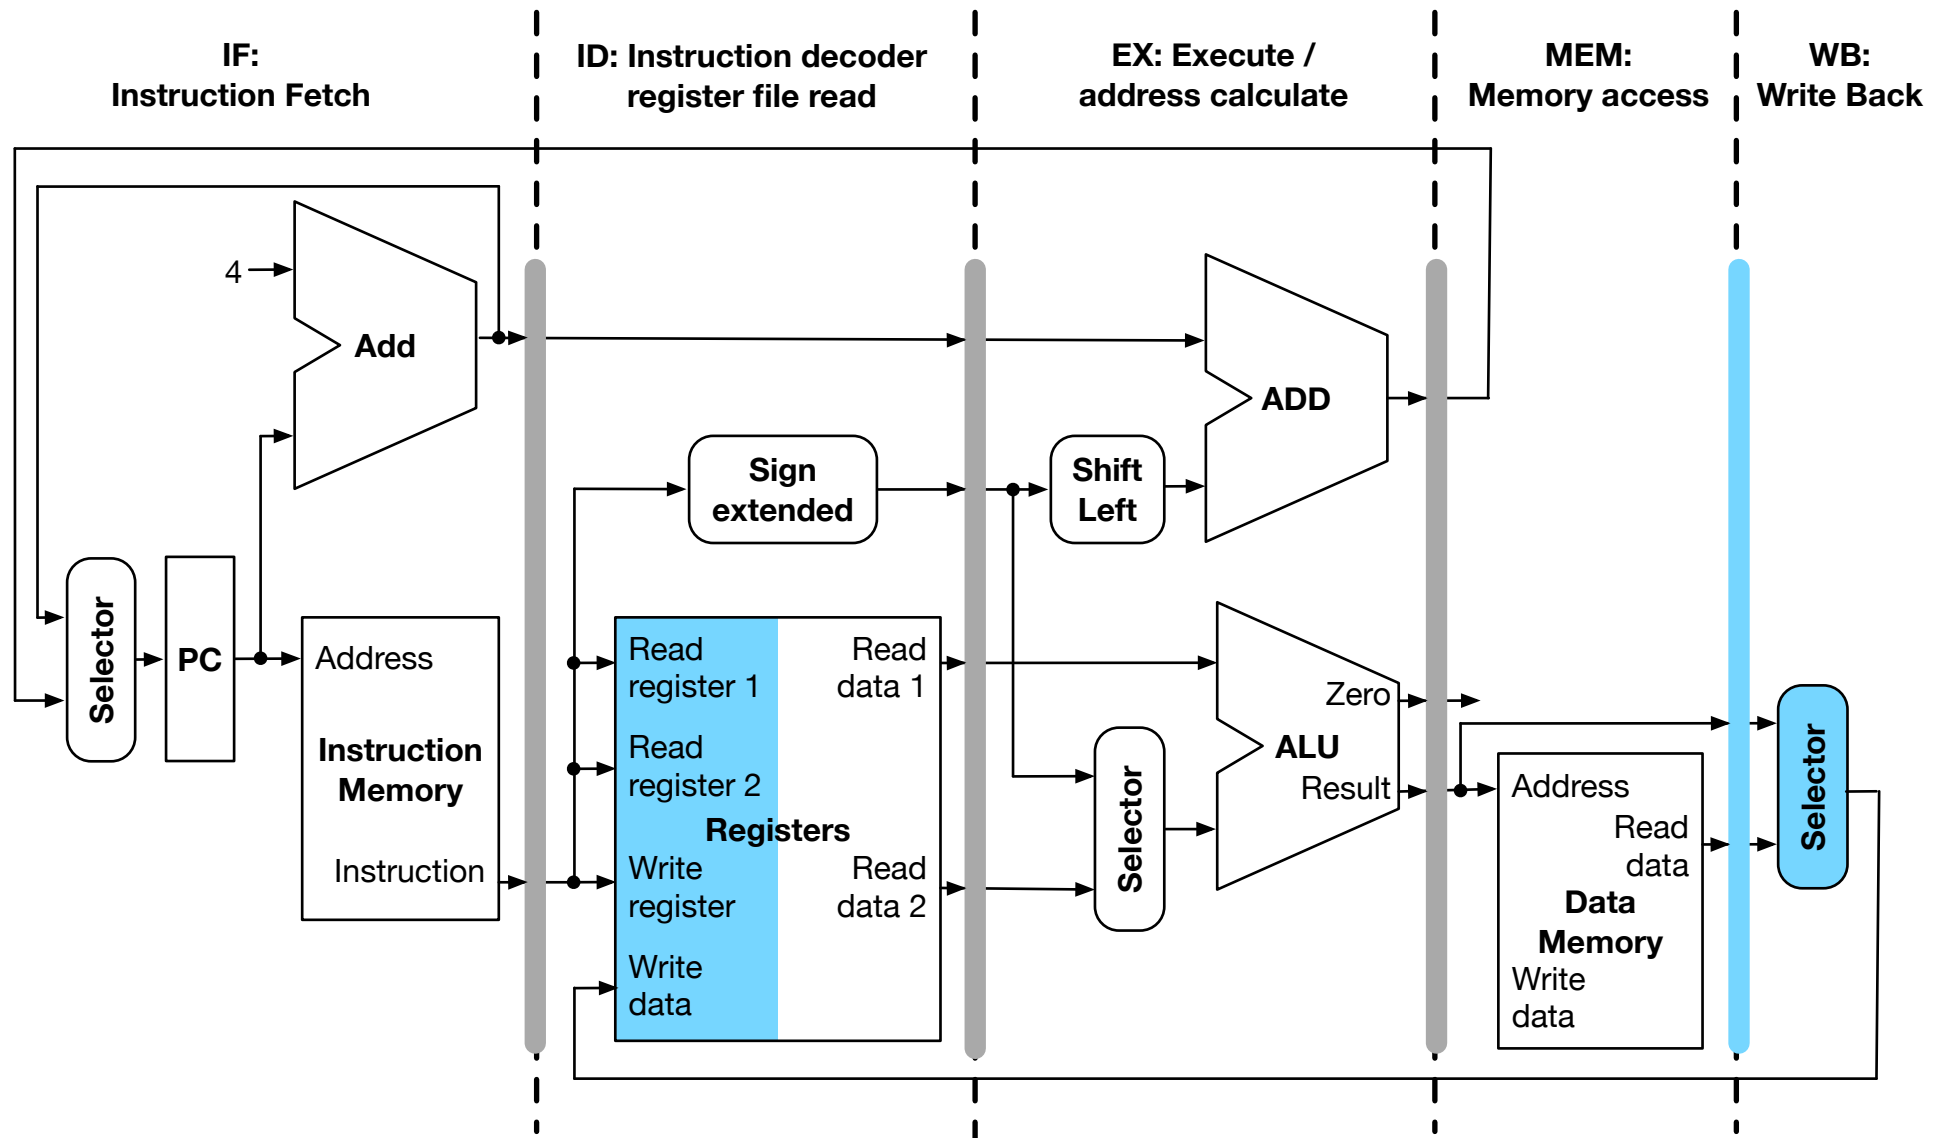 IF:
Instruction Fetch
ID: Instruction decoder
register file read
EX: Execute /
address calculate
MEM:
Memory access
WB:
Write Back
4
Add
Selector
PC
Address
Instruction
Memory
Instruction
Sign
extended
Read
register 1
Read
register 2
Registers
Write
register
Write
data
Read
data 1
Read
data 2
Shift
Left
ADD
Selector
ALU
Zero
Result
Address
Read
data
Data
Memory
Write
data
Selector